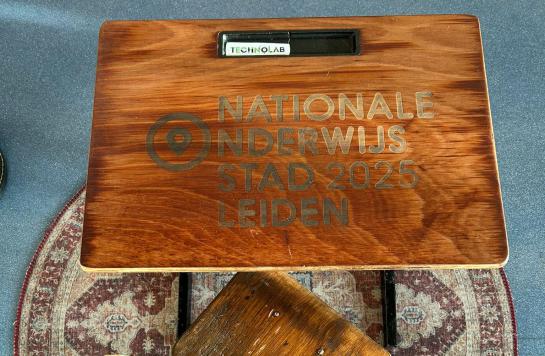 TECHNOLAB
NATIONALE
ONDERWIJS
STAD 2025
LEIDEN